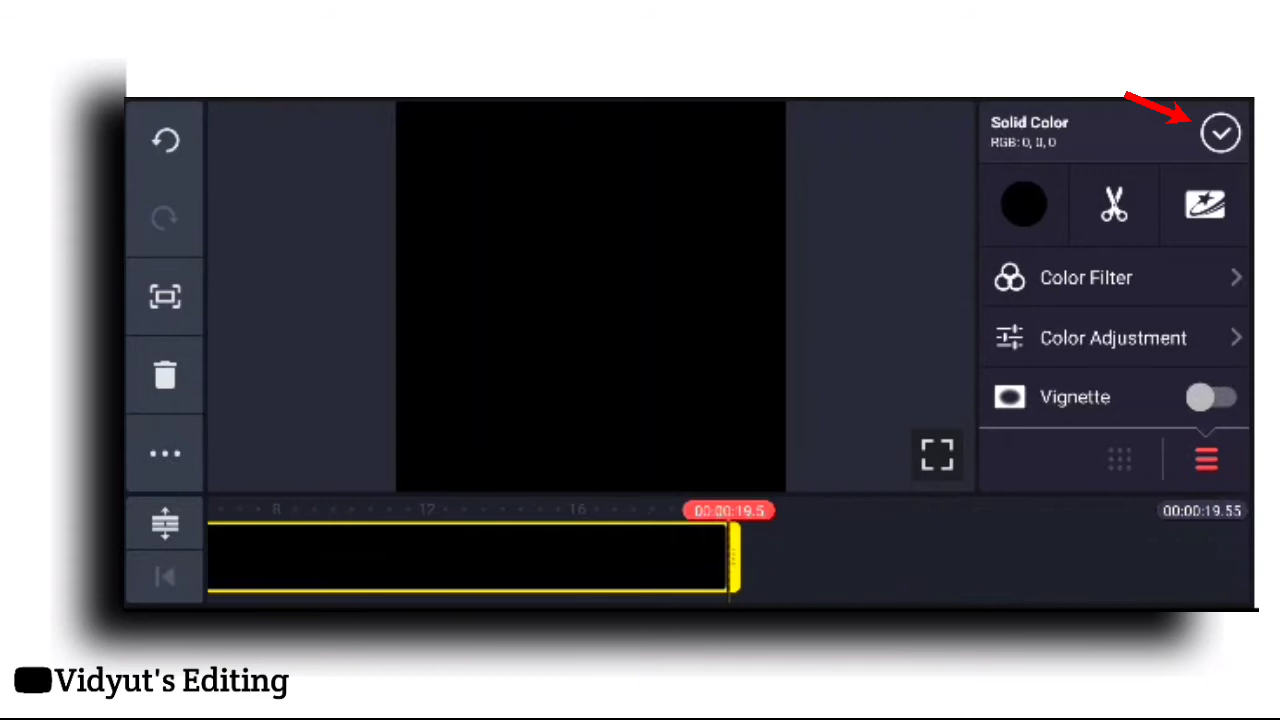 Solid Color
RGB: 0, 0, 0
Color Filter
Color Adjustment
Vignette
8 12 16 00:00:19.5 00:00:19.55
Vidyut's Editing